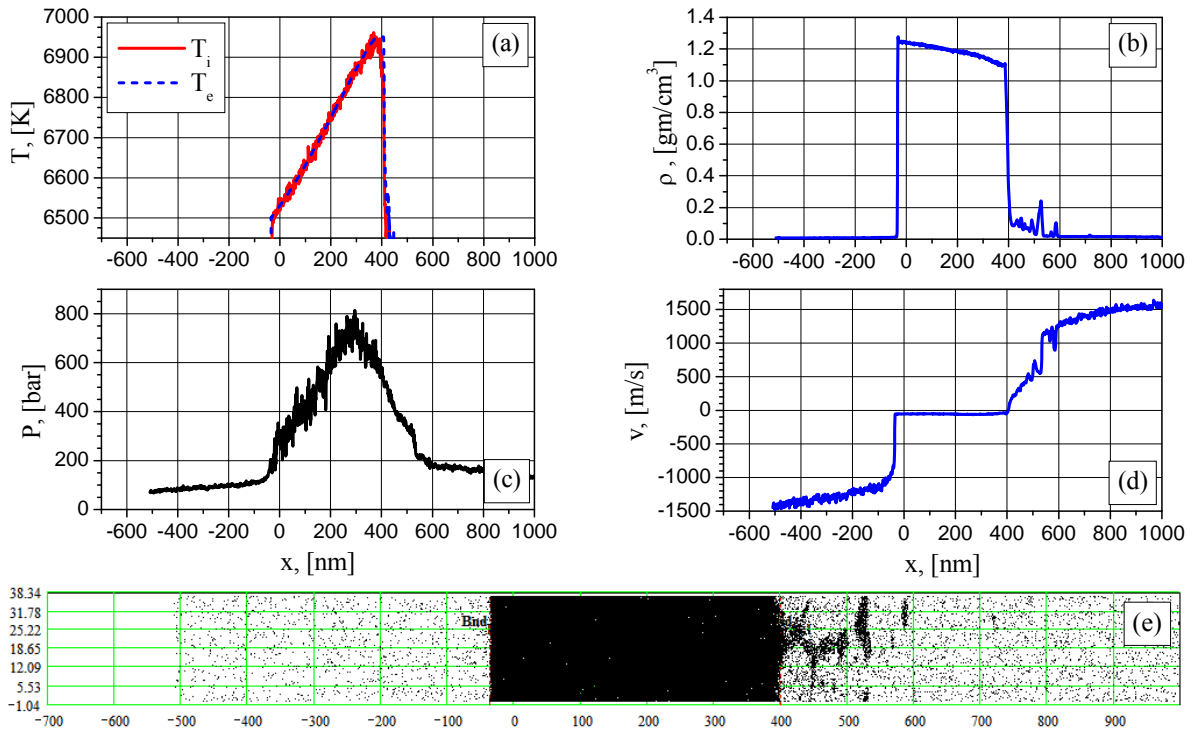 7000
6900
6800
6700
6600
6500
T, [K]
T_i
T_e
(a)
-600 -400 -200 0 200 400 600 800 1000
1.4
1.2
1.0
0.8
0.6
0.4
0.2
0.0
ρ, [gm/cm³
(b)
-600 -400 -200 0 200 400 600 800 1000
800
600
400
200
0
P, [bar]
(c)
-600 -400 -200 0 200 400 600 800 1000
x, [nm]
1500
1000
500
0
-500
-1000
-1500
v, [m/s]
(d)
-600 -400 -200 0 200 400 600 800 1000
x, [nm]
38.34
31.78
25.22
18.65
12.09
5.53
-1.04
Bnd
(e)
-700 -600 -500 -400 -300 -200 -100 0 100 200 300 400 500 600 700 800 900